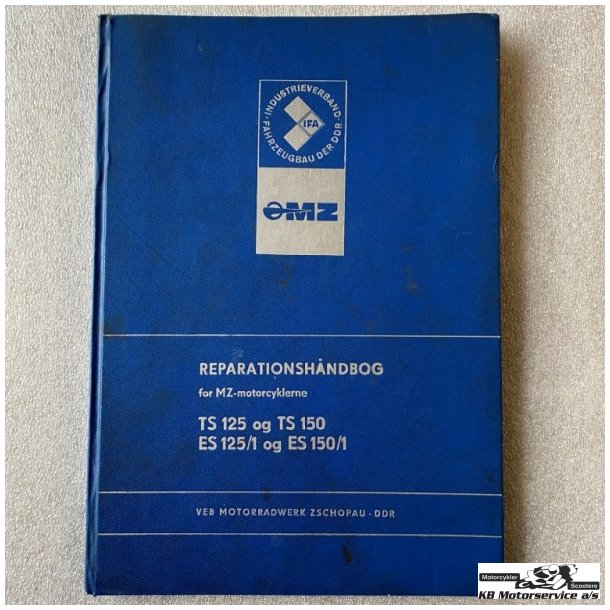 INDUSTRIEVERBAND
FAHRZEUGBAU DER DDR
IFA
MZ
REPARATIONSHÅNDBOG
for MZ-motorcyklerne
TS 125 og TS 150
ES 125/1 og ES 150/1
VEB MOTORRADWERK ZSCHOPAU · DDR
Motorcykler
Scootere
KB Motorservice a/s